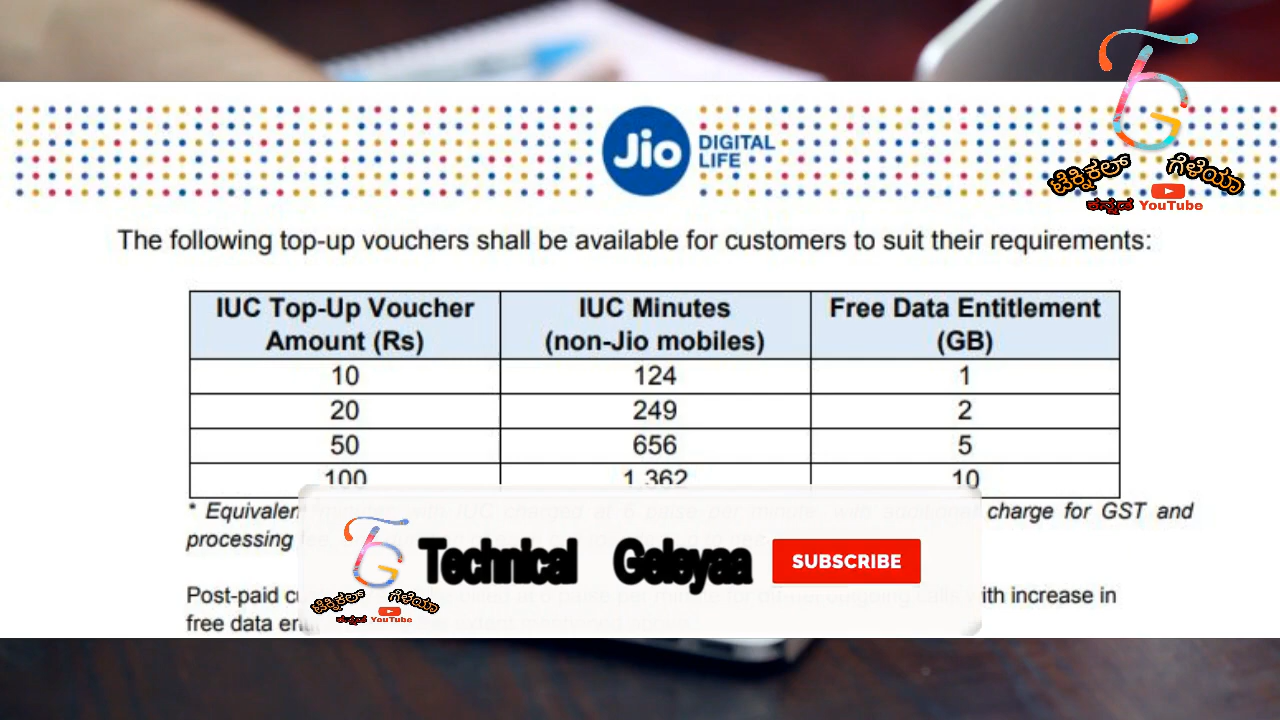 Jio DIGITAL LIFE
ಟೆಕ್ನಿಕಲ್ ಗೆಳೆಯಾ
ಕನ್ನಡ YouTube
The following top-up vouchers shall be available for customers to suit their requirements:
IUC Top-Up Voucher Amount (Rs) IUC Minutes (non-Jio mobiles) Free Data Entitlement (GB)
10 124 1
20 249 2
50 656 5
100 1,362 10
* Equivalen charge for GST and
processing
Technical Geleyaa SUBSCRIBE
ಟೆಕ್ನಿಕಲ್ ಗೆಳೆಯಾ
ಕನ್ನಡ YouTube
Post-paid ith increase in
free data